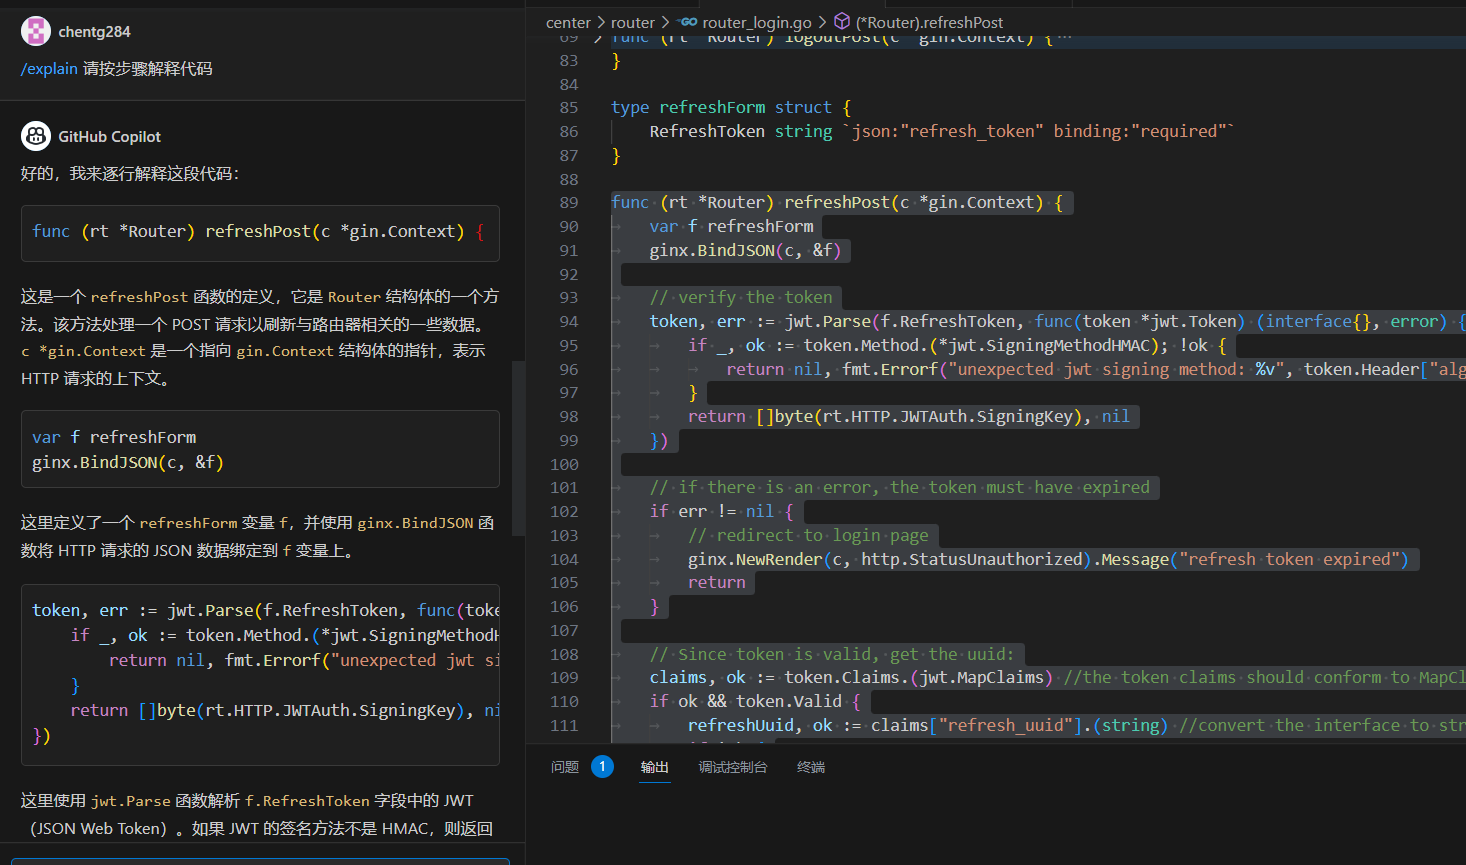 chentg284
/explain 请按步骤解释代码
GitHub Copilot
好的，我来逐行解释这段代码：
func (rt *Router) refreshPost(c *gin.Context) {
这是一个 refreshPost 函数的定义，它是 Router 结构体的一个方
法。该方法处理一个 POST 请求以刷新与路由器相关的一些数据。
c *gin.Context 是一个指向 gin.Context 结构体的指针，表示
HTTP 请求的上下文。
var f refreshForm
ginx.BindJSON(c, &f)
这里定义了一个 refreshForm 变量 f，并使用 ginx.BindJSON 函
数将 HTTP 请求的 JSON 数据绑定到 f 变量上。
token, err := jwt.Parse(f.RefreshToken, func(toke
if _, ok := token.Method.(*jwt.SigningMethodH
return nil, fmt.Errorf("unexpected jwt si
}
return []byte(rt.HTTP.JWTAuth.SigningKey), ni
})
这里使用 jwt.Parse 函数解析 f.RefreshToken 字段中的 JWT
（JSON Web Token）。如果 JWT 的签名方法不是 HMAC，则返回
center > router > GO router_login.go > (*Router).refreshPost
69 > func (rt *Router) logoutPost(c *gin.Context) {···
83 }
84
85 type refreshForm struct {
86 RefreshToken string `json:"refresh_token" binding:"required"`
87 }
88
89 func (rt *Router) refreshPost(c *gin.Context) {
90 var f refreshForm
91 ginx.BindJSON(c, &f)
92
93 // verify the token
94 token, err := jwt.Parse(f.RefreshToken, func(token *jwt.Token) (interface{}, error) {
95 if _, ok := token.Method.(*jwt.SigningMethodHMAC); !ok {
96 return nil, fmt.Errorf("unexpected jwt signing method: %v", token.Header["alg
97 }
98 return []byte(rt.HTTP.JWTAuth.SigningKey), nil
99 })
100
101 // if there is an error, the token must have expired
102 if err != nil {
103 // redirect to login page
104 ginx.NewRender(c, http.StatusUnauthorized).Message("refresh token expired")
105 return
106 }
107
108 // Since token is valid, get the uuid:
109 claims, ok := token.Claims.(jwt.MapClaims) //the token claims should conform to MapCl
110 if ok && token.Valid {
111 refreshUuid, ok := claims["refresh_uuid"].(string) //convert the interface to str
问题 1 输出 调试控制台 终端